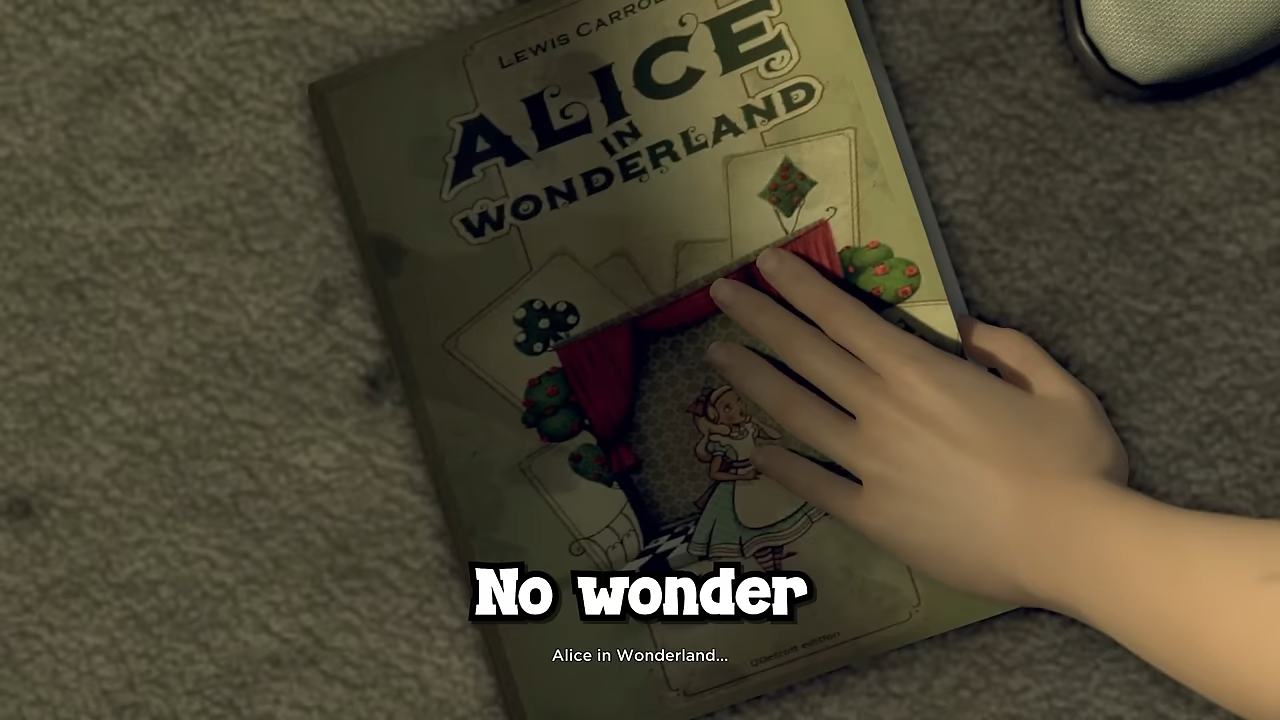 LEWIS CARROL
ALICE
IN
WONDERLAND
No wonder
Alice in Wonderland...